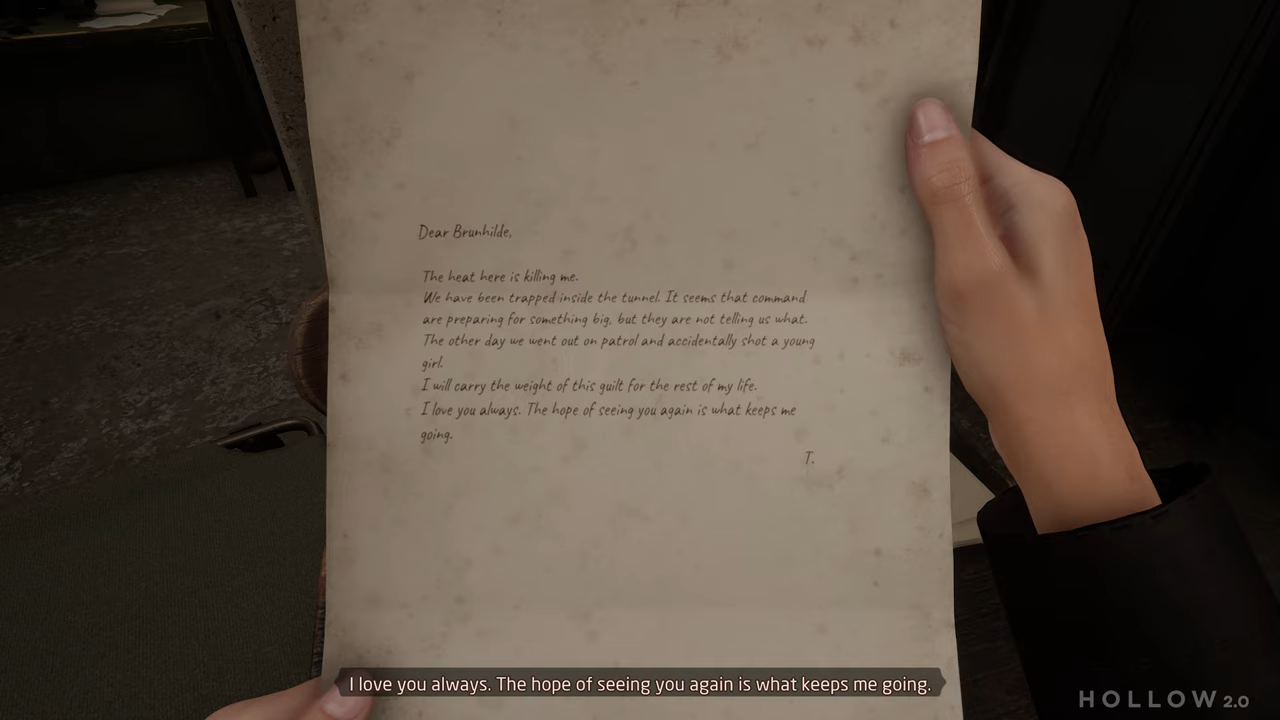 Dear Brunhilde,
The heat here is killing me.
We have been trapped inside the tunnel. It seems that command
are preparing for something big, but they are not telling us what.
The other day we went out on patrol and accidentally shot a young
girl.
I will carry the weight of this guilt for the rest of my life.
I love you always. The hope of seeing you again is what keeps me
going.
T.
I love you always. The hope of seeing you again is what keeps me going.
HOLLOW 2.0